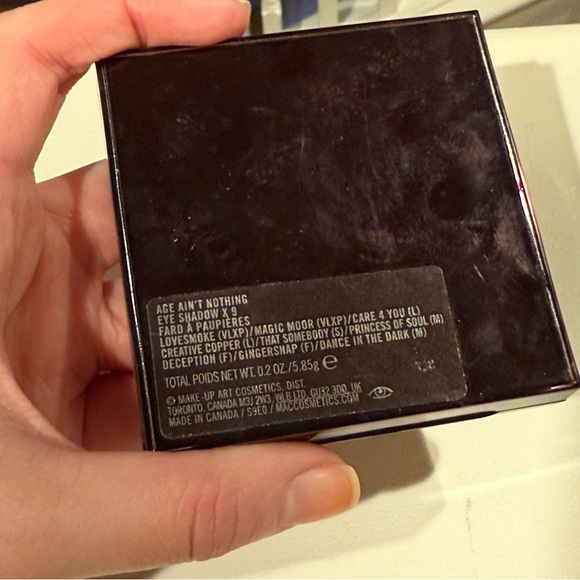 AGE AIN'T NOTHING
EYE SHADOW X 9
FARD À PAUPIÈRES
LOVESMOKE (VLXP)/MAGIC MOOR (VLXP)/CARE 4 YOU (L)
CREATIVE COPPER (L)/THAT SOMEBODY (S)/PRINCESS OF SOUL (M)
DECEPTION (F)/GINGERSNAP (F)/DANCE IN THE DARK (M)
TOTAL POIDS NET WT. 0.2 OZ./5.85g ℮
© MAKE-UP ART COSMETICS, DIST.
TORONTO, CANADA M3J 2V3, WLB LTD, GU32 3DD, UK
MADE IN CANADA / S9E0 / MACCOSMETICS.COM